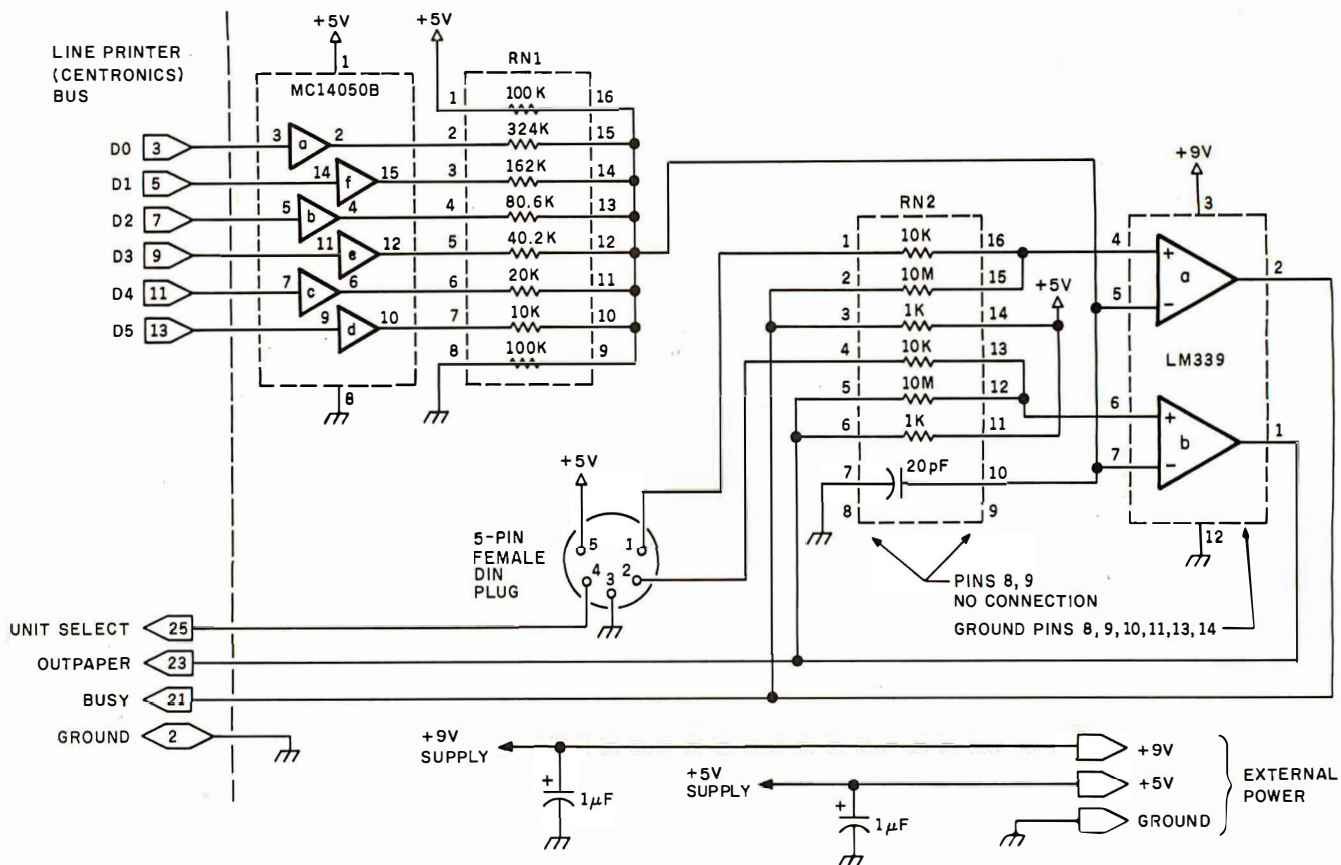 LINE PRINTER
(CENTRONICS)
BUS
+5V
+5V
1
MC14050B
RN1
1 100K 16
D0 3 3 a 2 2 324K 15
D1 5 14 f 15 3 162K 14
D2 7 5 b 4 4 80.6K 13
D3 9 11 e 12 5 40.2K 12
D4 11 7 c 6 6 20K 11
D5 13 9 d 10 7 10K 10
8 100K 9
8
+9V
3
RN2
1 10K 16
2 10M 15
+5V
3 1K 14
4 10K 13
5 10M 12
6 1K 11
7 20pF 10
8 9
4 + a 2
5 −
LM339
6 + b 1
7 −
12
+5V
5-PIN
FEMALE
DIN
PLUG
5 1
4 3 2
PINS 8, 9
NO CONNECTION
GROUND PINS 8, 9, 10, 11, 13, 14
UNIT SELECT 25
OUTPAPER 23
BUSY 21
GROUND 2
+9V
SUPPLY
+
1µF
+5V
SUPPLY
+
1µF
+9V
+5V
GROUND
EXTERNAL
POWER